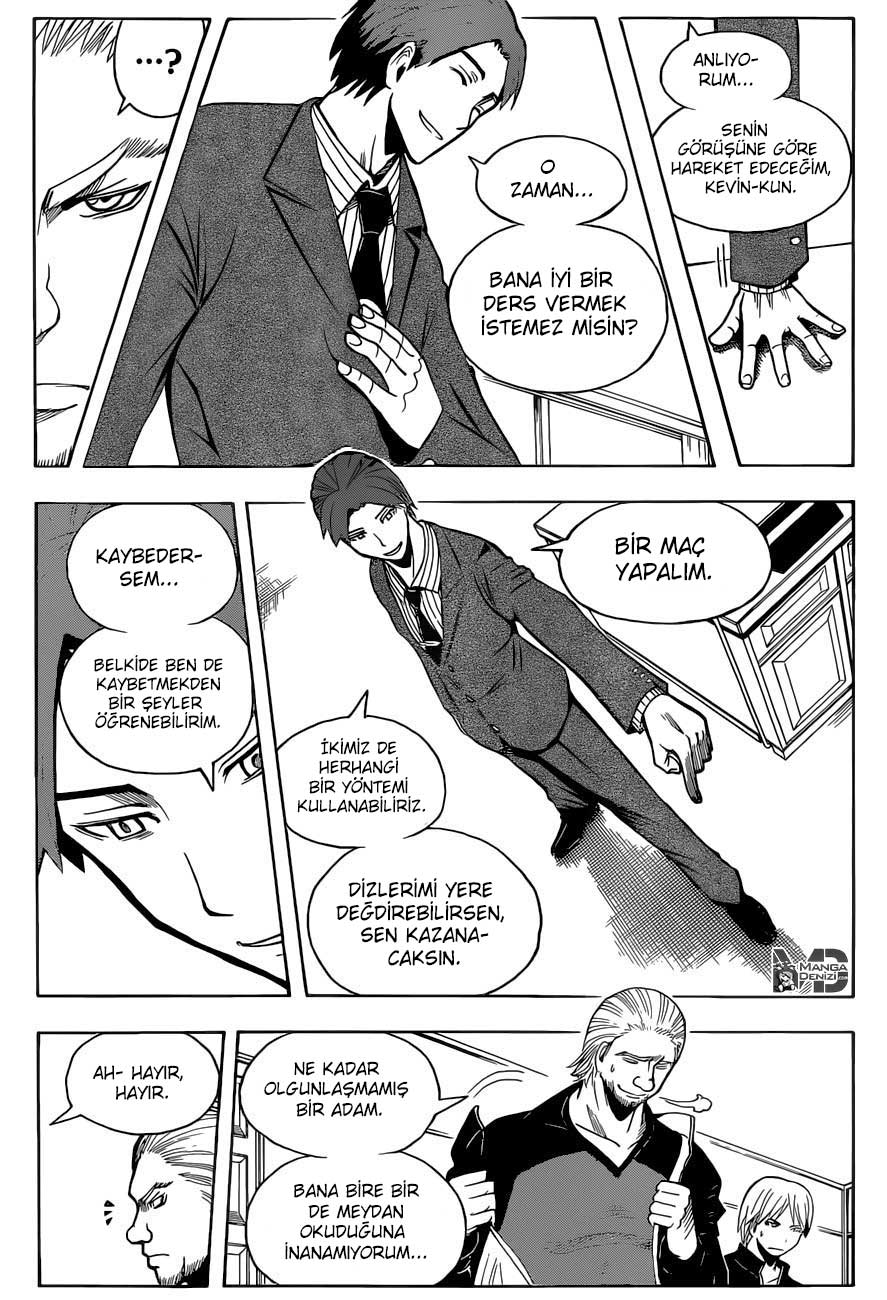 ANLIYO-
RUM...
SENİN
GÖRÜŞÜNE GÖRE
HAREKET EDECEĞİM,
KEVİN-KUN.
O
ZAMAN...
BANA İYİ BİR
DERS VERMEK
İSTEMEZ MİSİN?
...?
BİR MAÇ
YAPALIM.
İKİMİZ DE
HERHANGİ
BİR YÖNTEMİ
KULLANABİLİRİZ.
DİZLERİMİ YERE
DEĞDİREBİLİRSEN,
SEN KAZANA-
CAKSIN.
KAYBEDER-
SEM...
BELKİDE BEN DE
KAYBETMEKDEN
BİR ŞEYLER
ÖĞRENEBİLİRİM.
MANGA
DENİZİ
NE KADAR
OLGUNLAŞMAMIŞ
BİR ADAM.
BANA BİRE BİR
DE MEYDAN
OKUDUĞUNA
İNANAMIYORUM...
AH- HAYIR,
HAYIR.